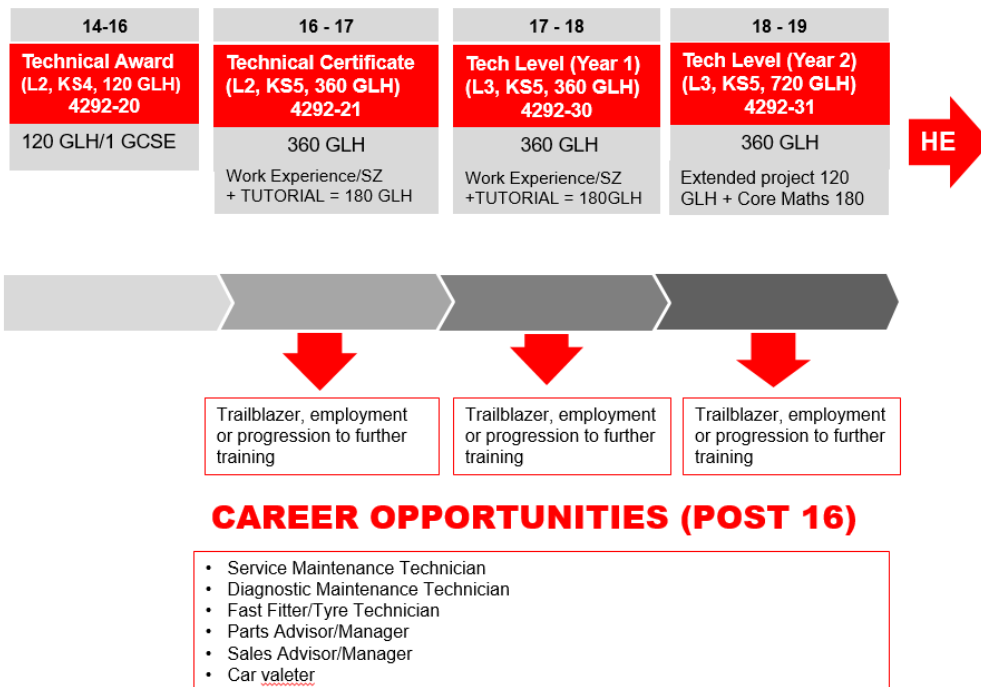 14-16
Technical Award
(L2, KS4, 120 GLH)
4292-20
120 GLH/1 GCSE
16 - 17
Technical Certificate
(L2, KS5, 360 GLH)
4292-21
360 GLH
Work Experience/SZ
+ TUTORIAL = 180 GLH
17 - 18
Tech Level (Year 1)
(L3, KS5, 360 GLH)
4292-30
360 GLH
Work Experience/SZ
+TUTORIAL = 180GLH
18 - 19
Tech Level (Year 2)
(L3, KS5, 720 GLH)
4292-31
360 GLH
Extended project 120
GLH + Core Maths 180
HE
Trailblazer, employment
or progression to further
training
Trailblazer, employment
or progression to further
training
Trailblazer, employment
or progression to further
training
CAREER OPPORTUNITIES (POST 16)
• Service Maintenance Technician
• Diagnostic Maintenance Technician
• Fast Fitter/Tyre Technician
• Parts Advisor/Manager
• Sales Advisor/Manager
• Car valeter